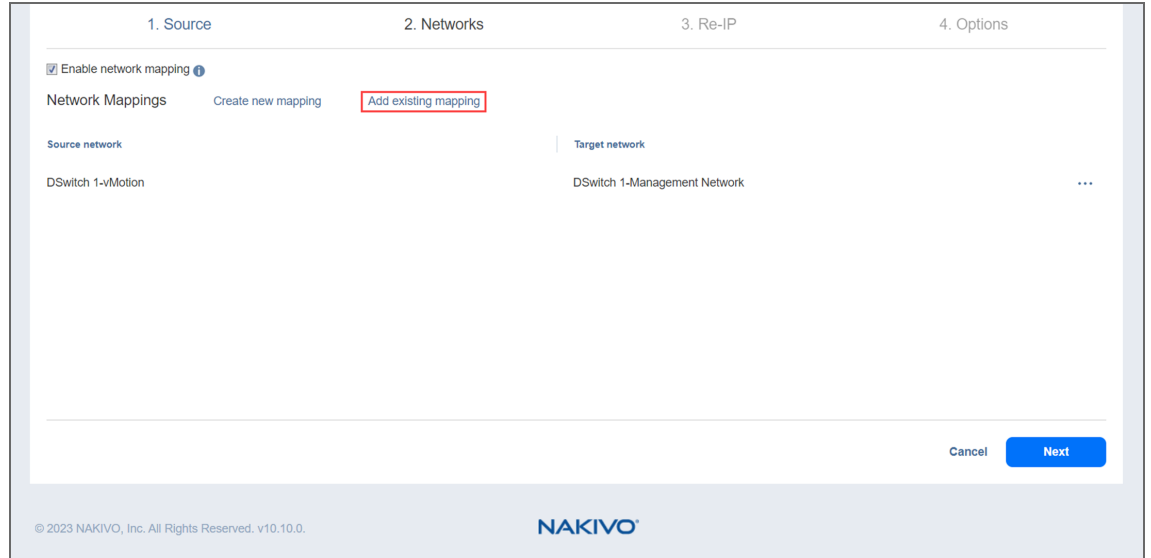 1. Source 2. Networks 3. Re-IP 4. Options
Enable network mapping
Network Mappings Create new mapping Add existing mapping
Source network Target network
DSwitch 1-vMotion DSwitch 1-Management Network
Cancel Next
© 2023 NAKIVO, Inc. All Rights Reserved. v10.10.0. NAKIVO®